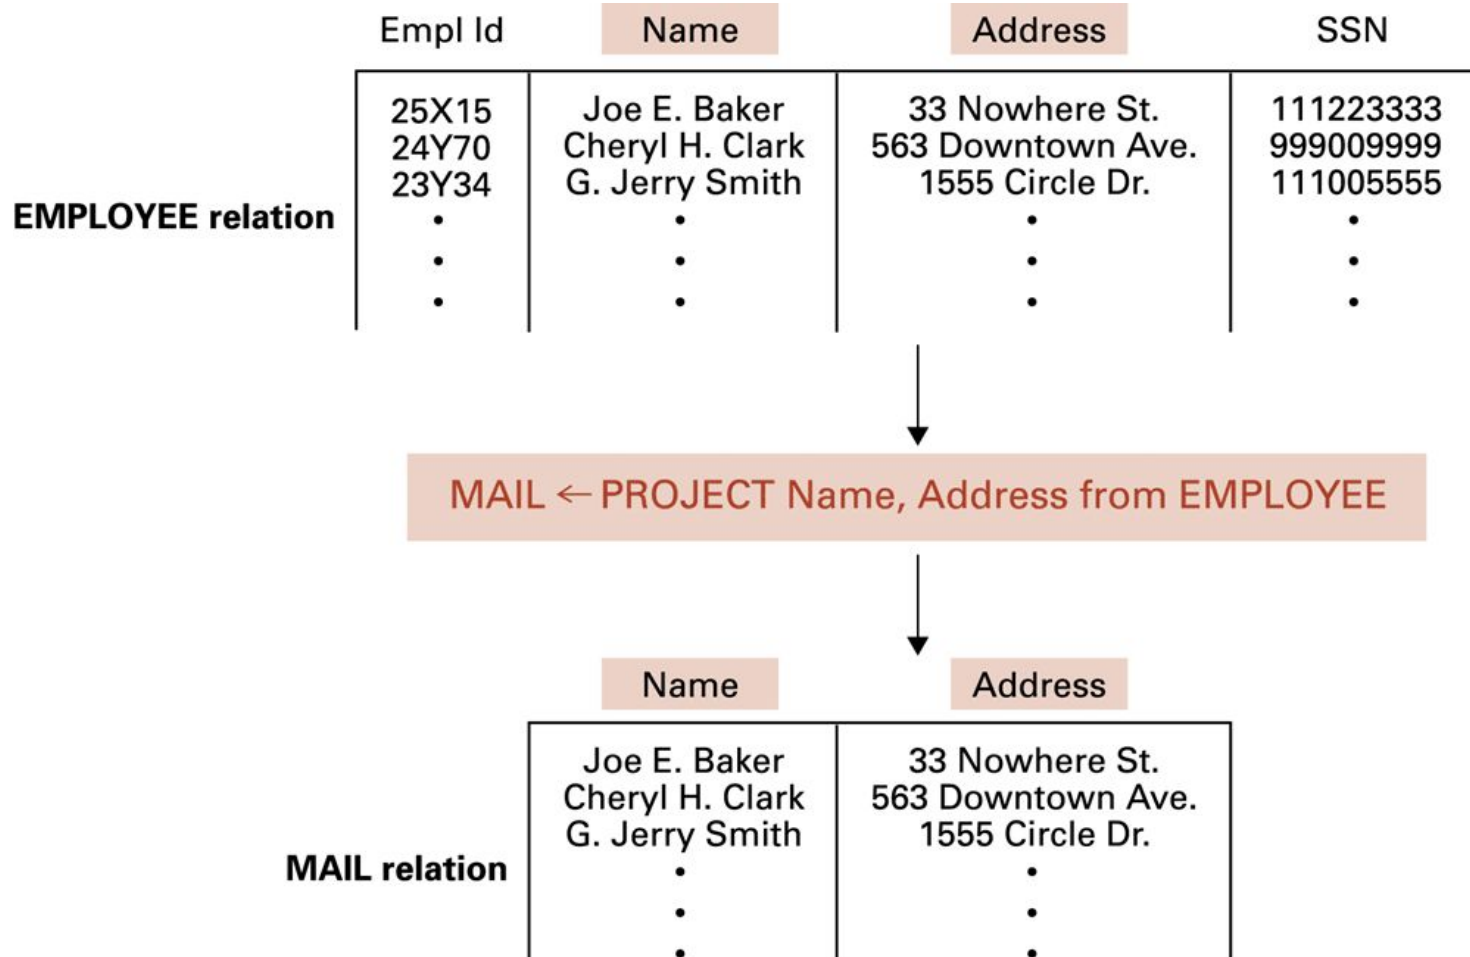 Empl Id Name Address SSN
25X15 Joe E. Baker 33 Nowhere St. 111223333
24Y70 Cheryl H. Clark 563 Downtown Ave. 999009999
23Y34 G. Jerry Smith 1555 Circle Dr. 111005555
EMPLOYEE relation
MAIL ← PROJECT Name, Address from EMPLOYEE
Name Address
Joe E. Baker 33 Nowhere St.
Cheryl H. Clark 563 Downtown Ave.
G. Jerry Smith 1555 Circle Dr.
MAIL relation